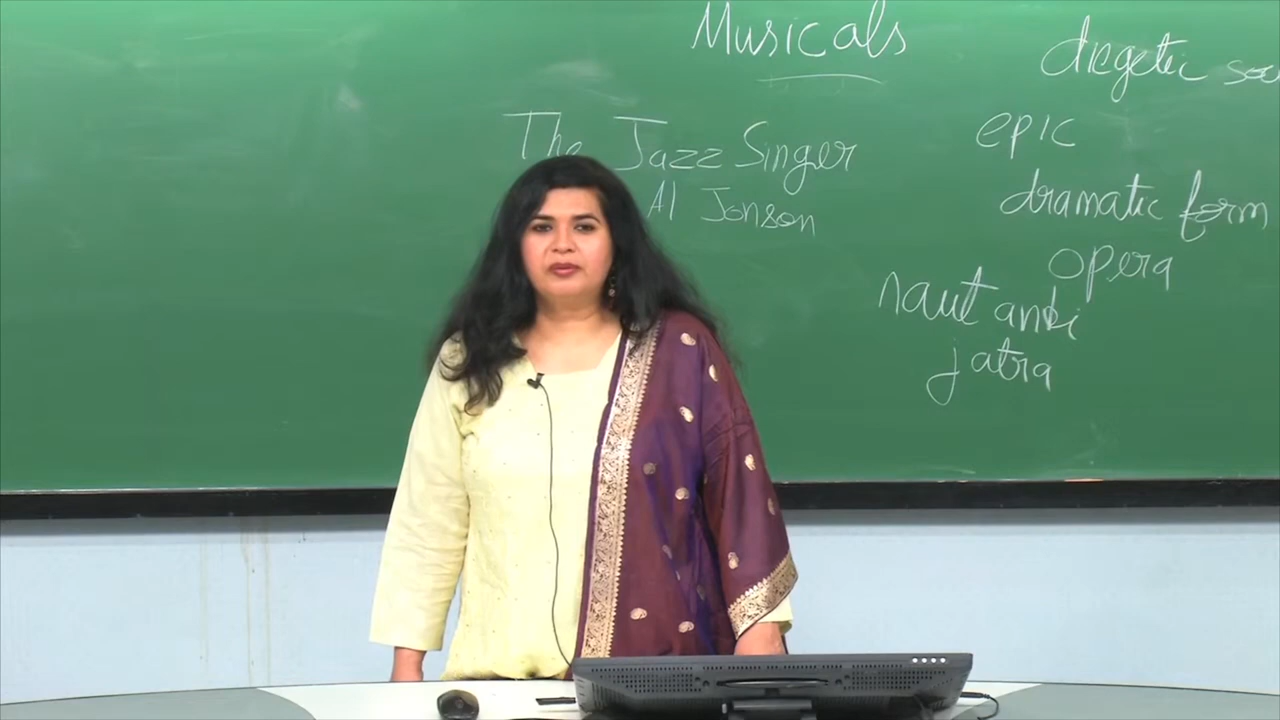 Musicals
The Jazz Singer
Al Jonson
diegetic
epic
dramatic form
opera
nautanki
jatra